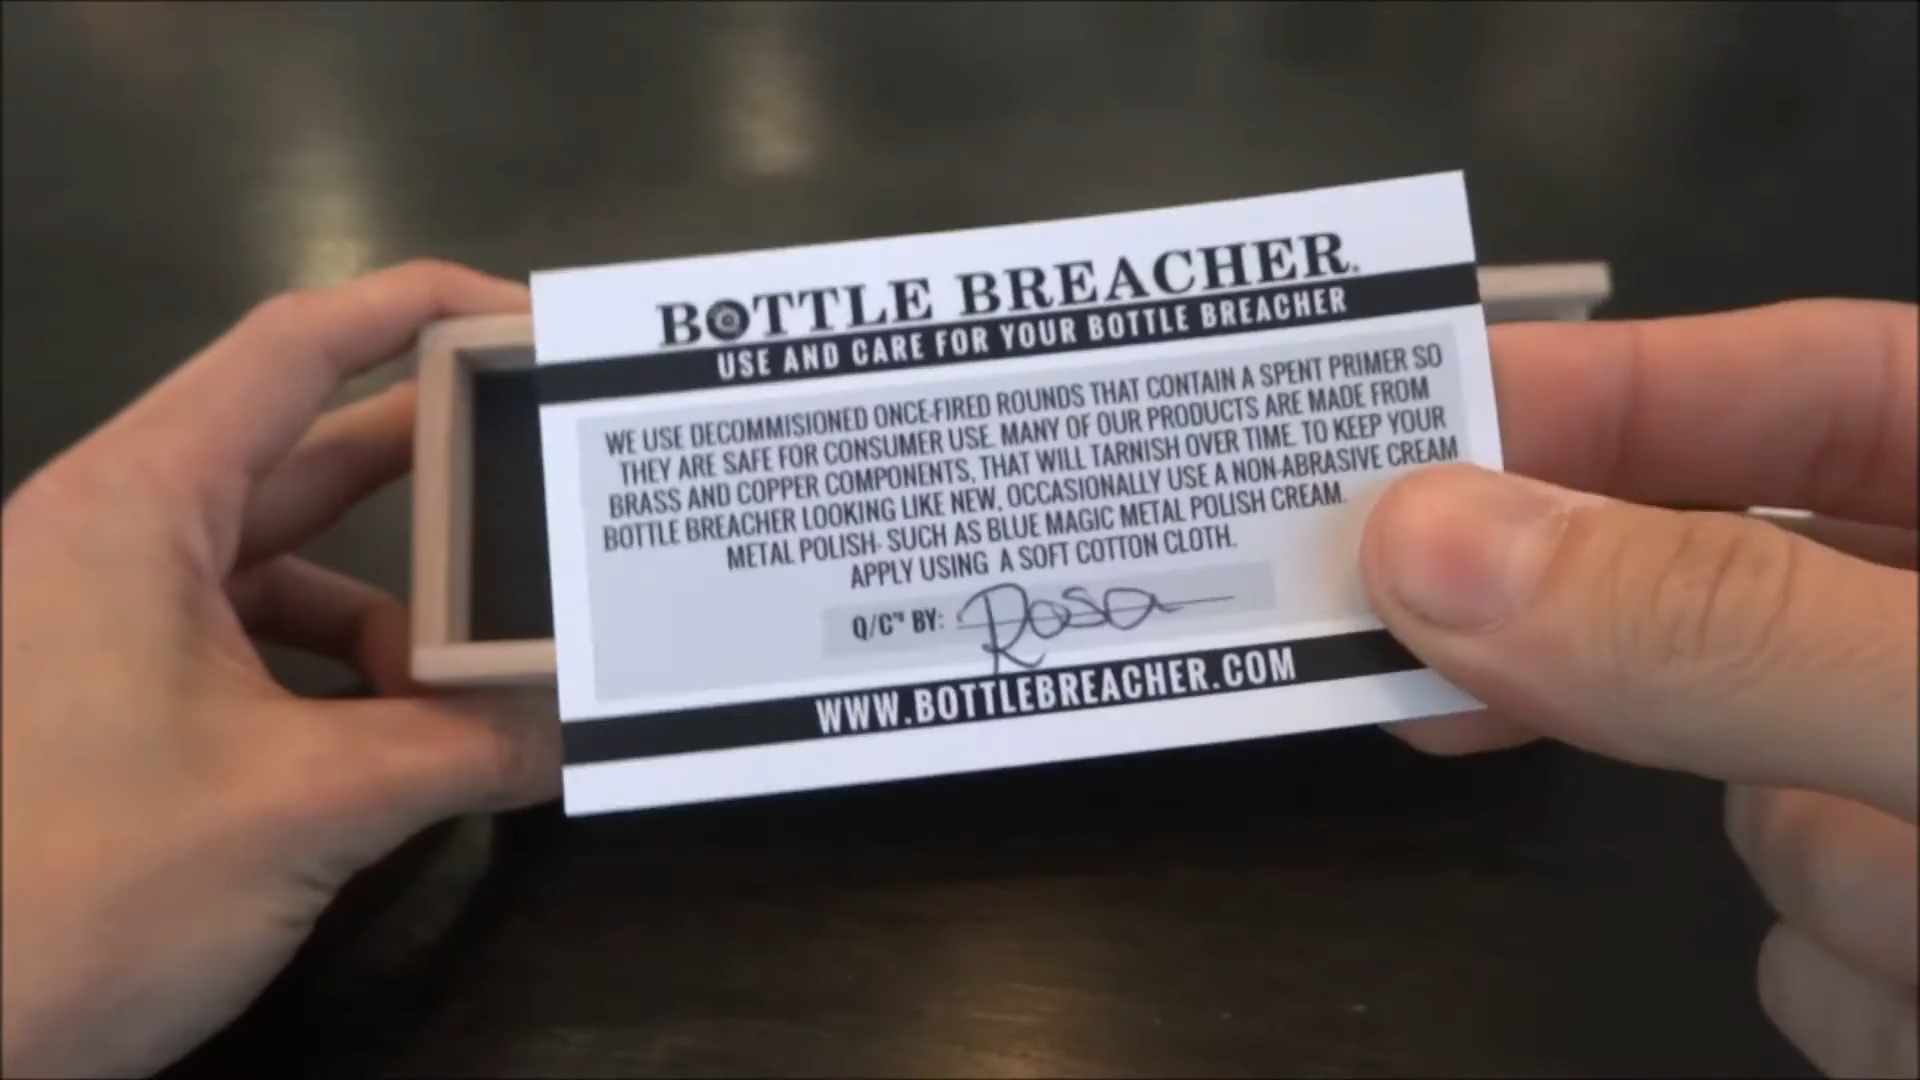 BOTTLE BREACHER.
USE AND CARE FOR YOUR BOTTLE BREACHER
WE USE DECOMMISIONED ONCE-FIRED ROUNDS THAT CONTAIN A SPENT PRIMER SO
THEY ARE SAFE FOR CONSUMER USE. MANY OF OUR PRODUCTS ARE MADE FROM
BRASS AND COPPER COMPONENTS, THAT WILL TARNISH OVER TIME. TO KEEP YOUR
BOTTLE BREACHER LOOKING LIKE NEW, OCCASIONALLY USE A NON-ABRASIVE CREAM
METAL POLISH- SUCH AS BLUE MAGIC METAL POLISH CREAM.
APPLY USING A SOFT COTTON CLOTH.
Q/C'' BY: Rosa
WWW.BOTTLEBREACHER.COM